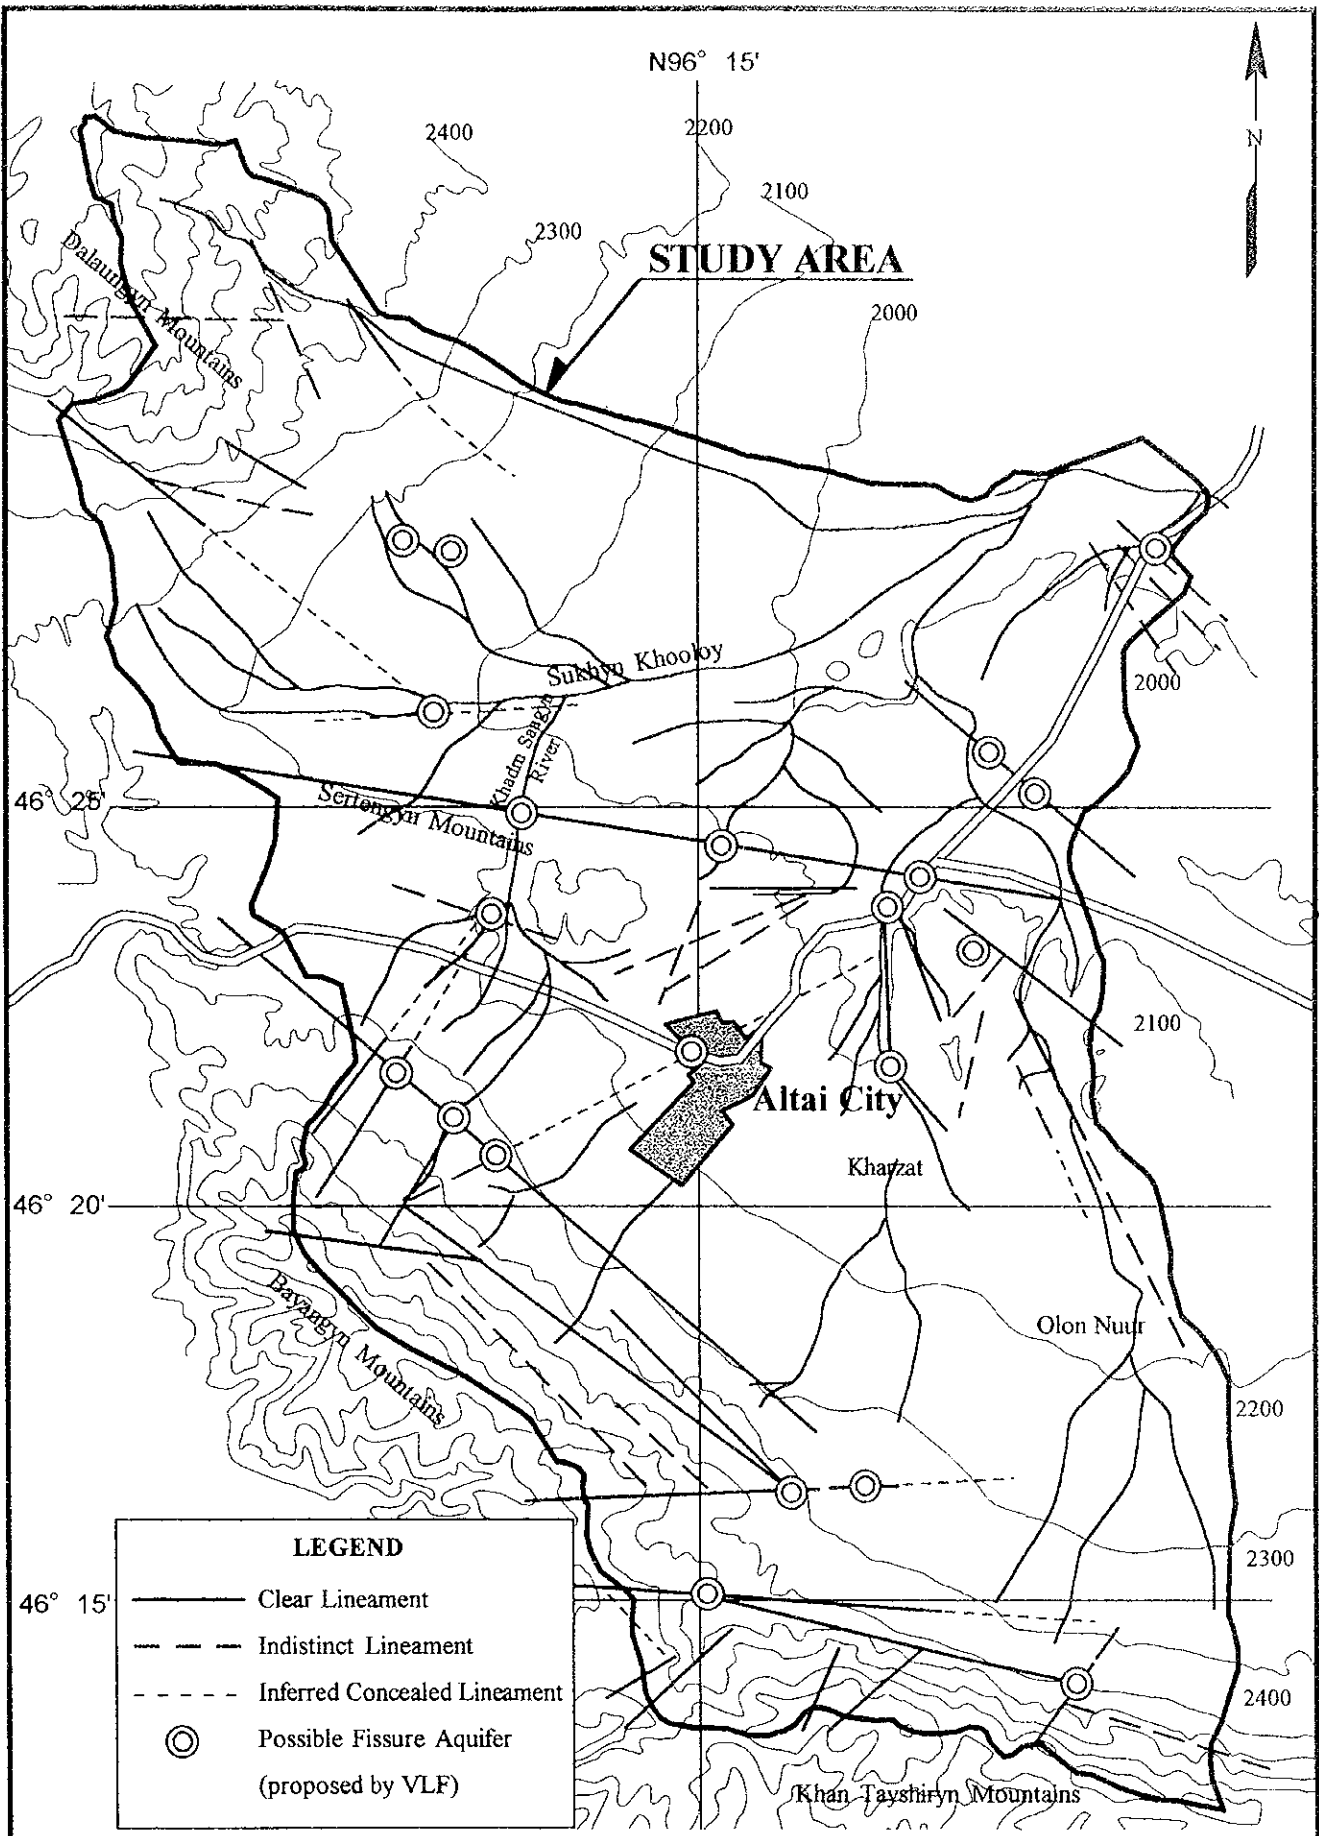 N96° 15'
N
2400
2200
2100
2300
STUDY AREA
2000
Dalaungyn Mountains
Sukhyn Khooloy
2000
Khadm Sangyn
River
46° 25'
Serlengyn Mountains
2100
Altai City
Kharzat
46° 20'
Bayangyn Mountains
Olon Nuur
2200
LEGEND
Clear Lineament
Indistinct Lineament
Inferred Concealed Lineament
Possible Fissure Aquifer
(proposed by VLF)
46° 15'
2300
2400
Khan Tayshiryn Mountains